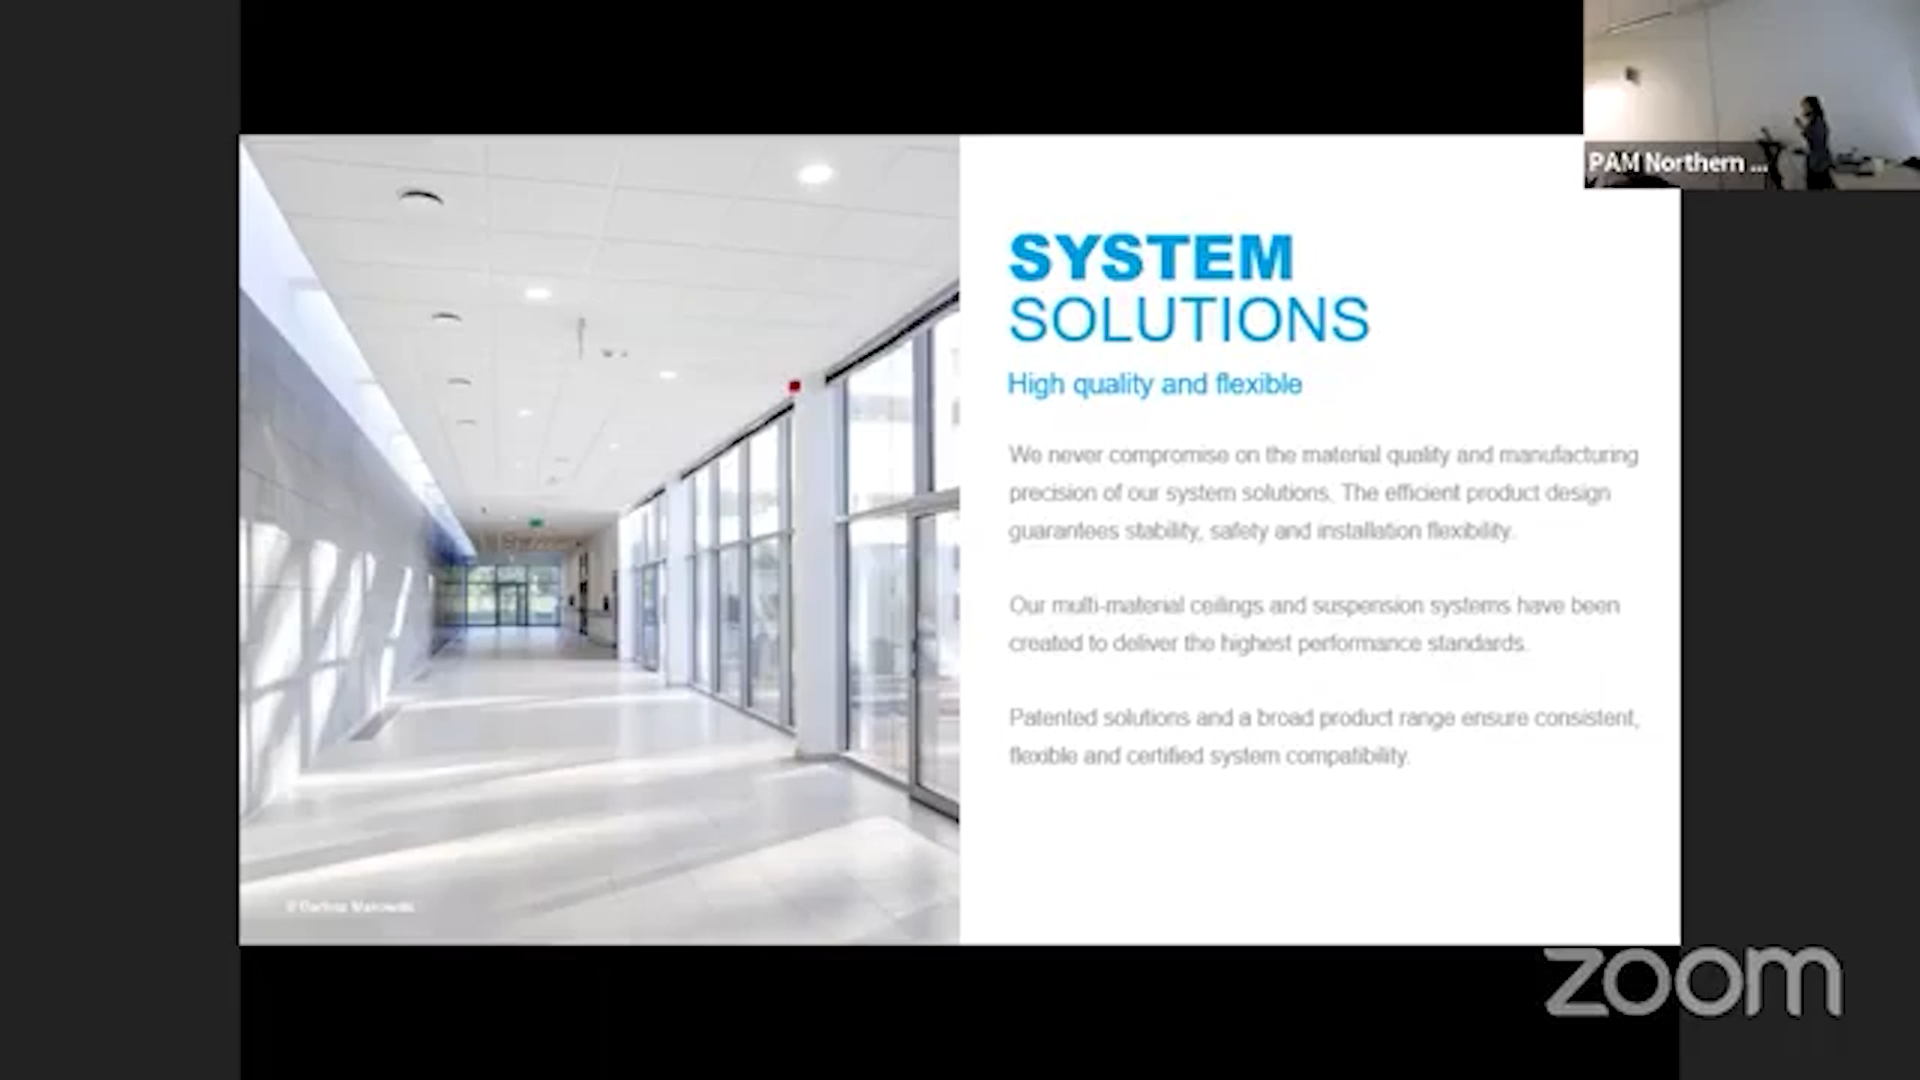 PAM Northern ...
SYSTEM
SOLUTIONS
High quality and flexible
We never compromise on the material quality and manufacturing
precision of our system solutions. The efficient product design
guarantees stability, safety and installation flexibility.
Our multi-material ceilings and suspension systems have been
created to deliver the highest performance standards.
Patented solutions and a broad product range ensure consistent,
flexible and certified system compatibility.
zoom